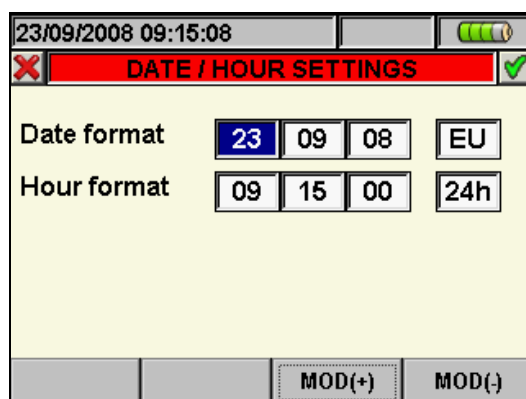 23/09/2008 09:15:08
DATE / HOUR SETTINGS
Date format 23 09 08 EU
Hour format 09 15 00 24h
MOD(+) MOD(-)